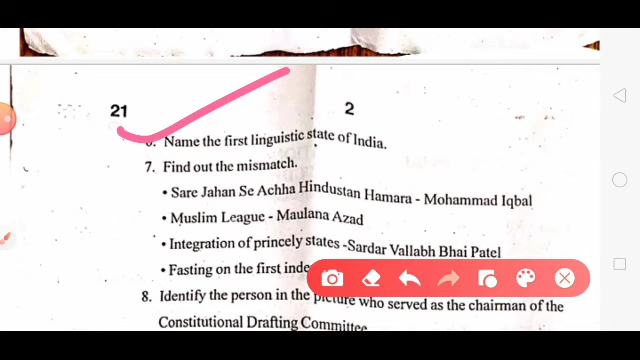 21
2
6. Name the first linguistic state of India.
7. Find out the mismatch.
• Sare Jahan Se Achha Hindustan Hamara - Mohammad Iqbal
• Muslim League - Maulana Azad
• Integration of princely states -Sardar Vallabh Bhai Patel
• Fasting on the first inde
8. Identify the person in the picture who served as the chairman of the
Constitutional Drafting Committee